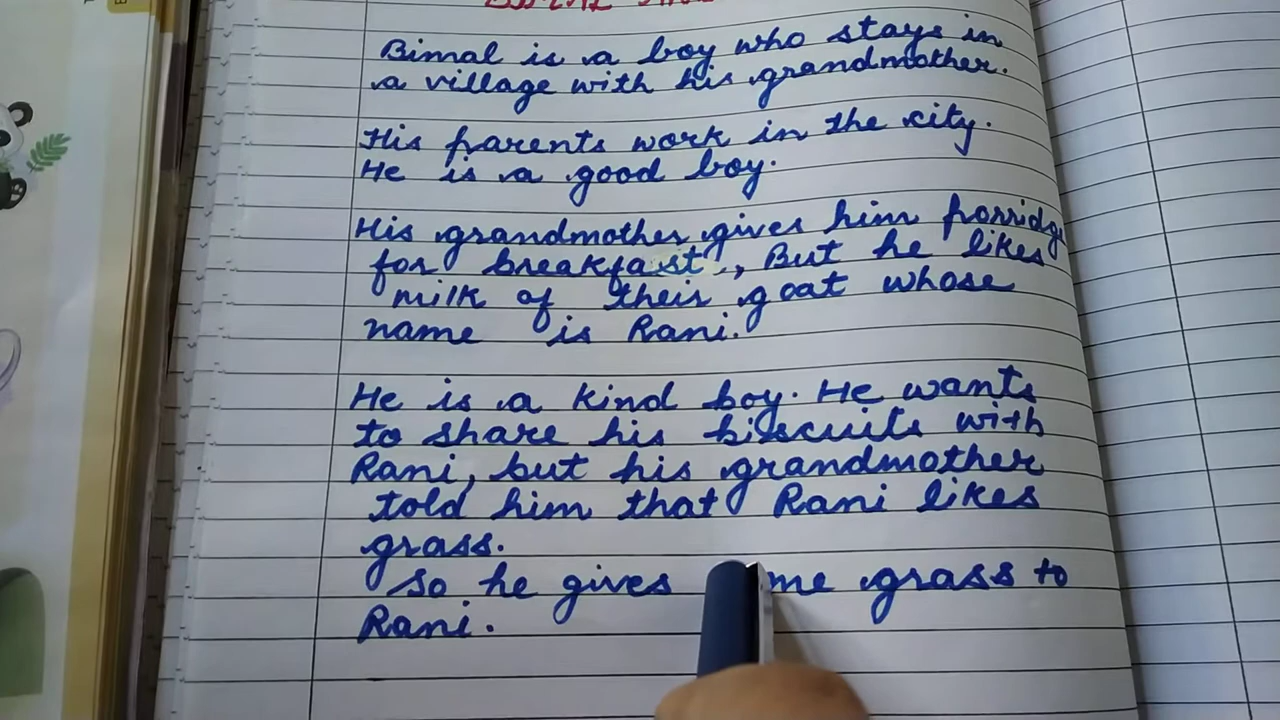 Bimal is a boy who stays in
a village with his grandmother.
His parents work in the city.
He is a good boy.
His grandmother gives him porridge
for breakfast, But he likes
milk of their goat whose
name is Rani.
He is a kind boy. He wants
to share his biscuits with
Rani, but his grandmother
told him that Rani likes
grass.
So he gives me grass to
Rani.